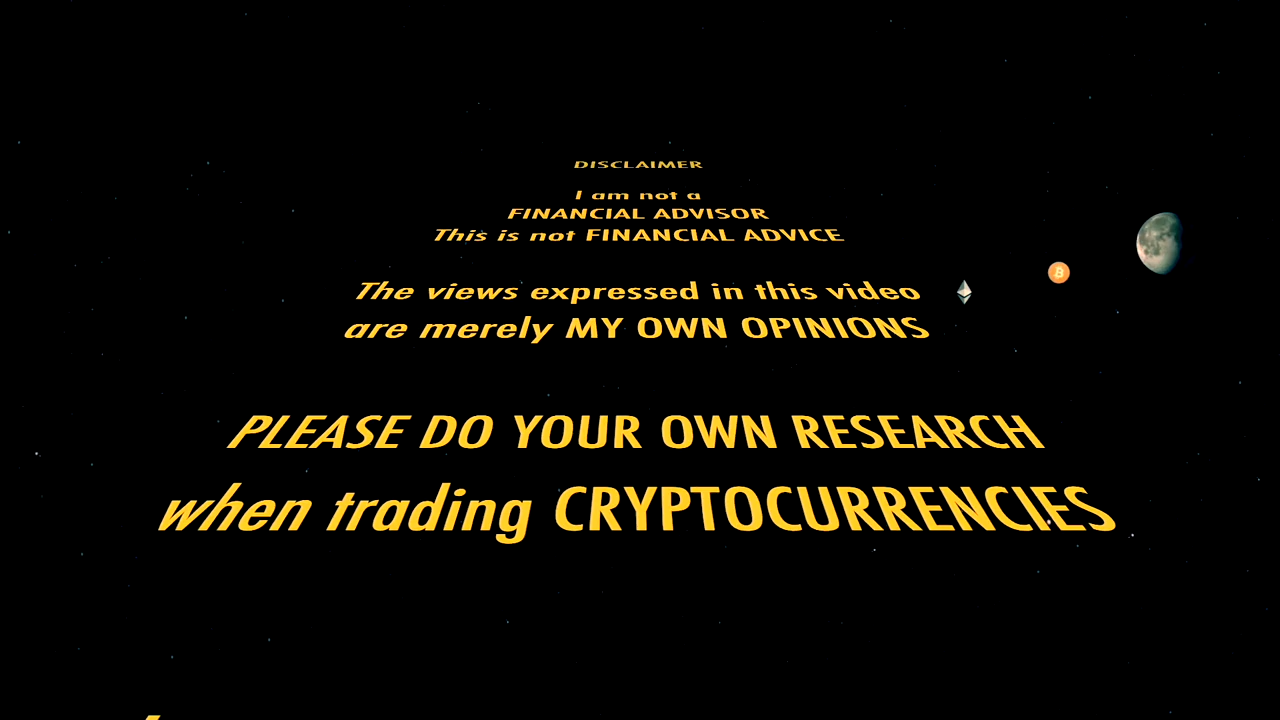 DISCLAIMER
I am not a
FINANCIAL ADVISOR
This is not FINANCIAL ADVICE
The views expressed in this video
are merely MY OWN OPINIONS
PLEASE DO YOUR OWN RESEARCH
when trading CRYPTOCURRENCIES